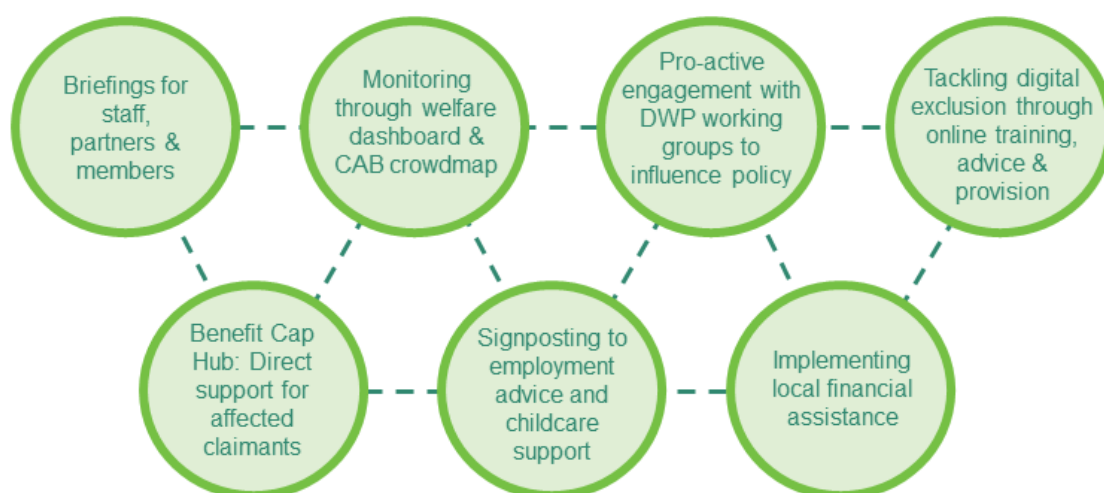 Briefings for
staff,
partners &
members
Monitoring
through welfare
dashboard &
CAB crowdmap
Pro-active
engagement with
DWP working
groups to
influence policy
Tackling digital
exclusion through
online training,
advice &
provision
Benefit Cap
Hub: Direct
support for
affected
claimants
Signposting to
employment
advice and
childcare
support
Implementing
local financial
assistance